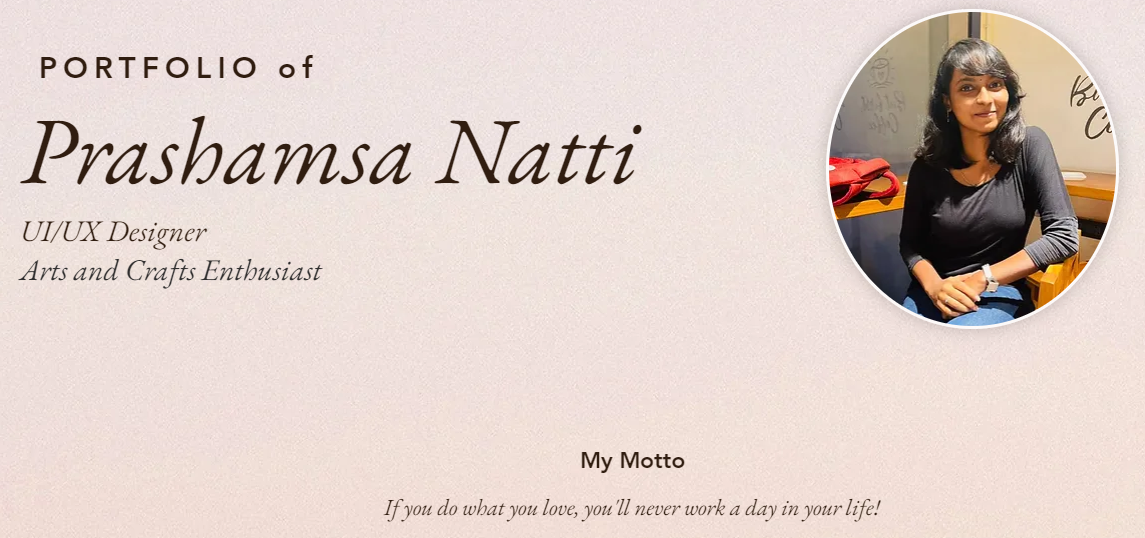 PORTFOLIO of
Prashamsa Natti
UI/UX Designer
Arts and Crafts Enthusiast
My Motto
If you do what you love, you'll never work a day in your life!